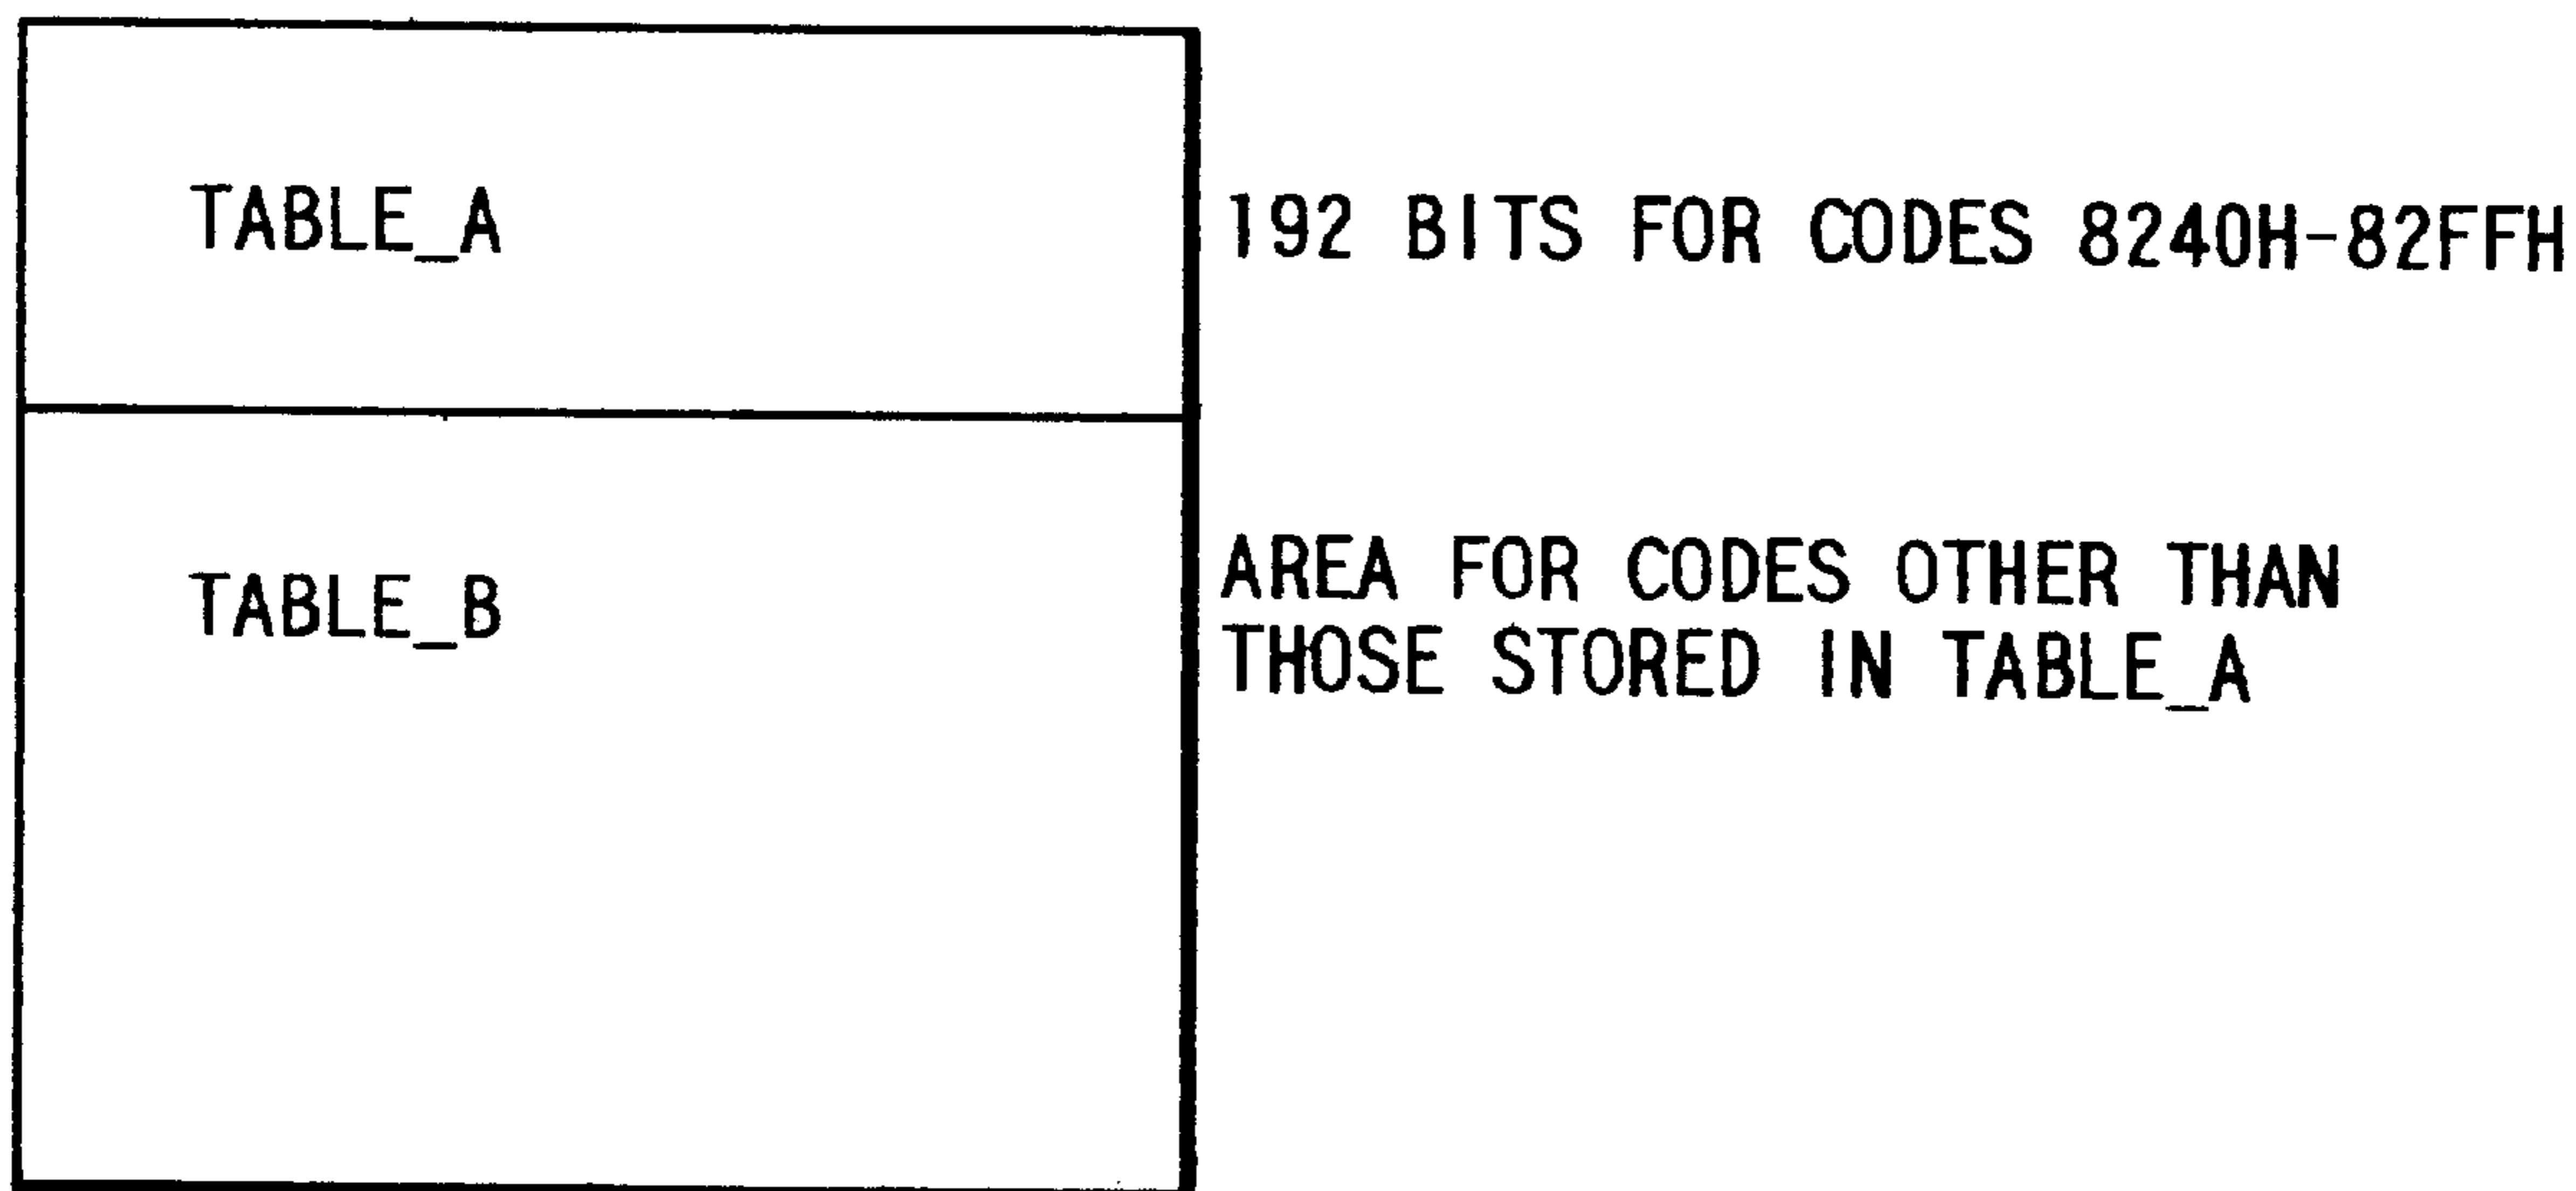 TABLE_A
192 BITS FOR CODES 8240H-82FFH
TABLE_B
AREA FOR CODES OTHER THAN
THOSE STORED IN TABLE_A